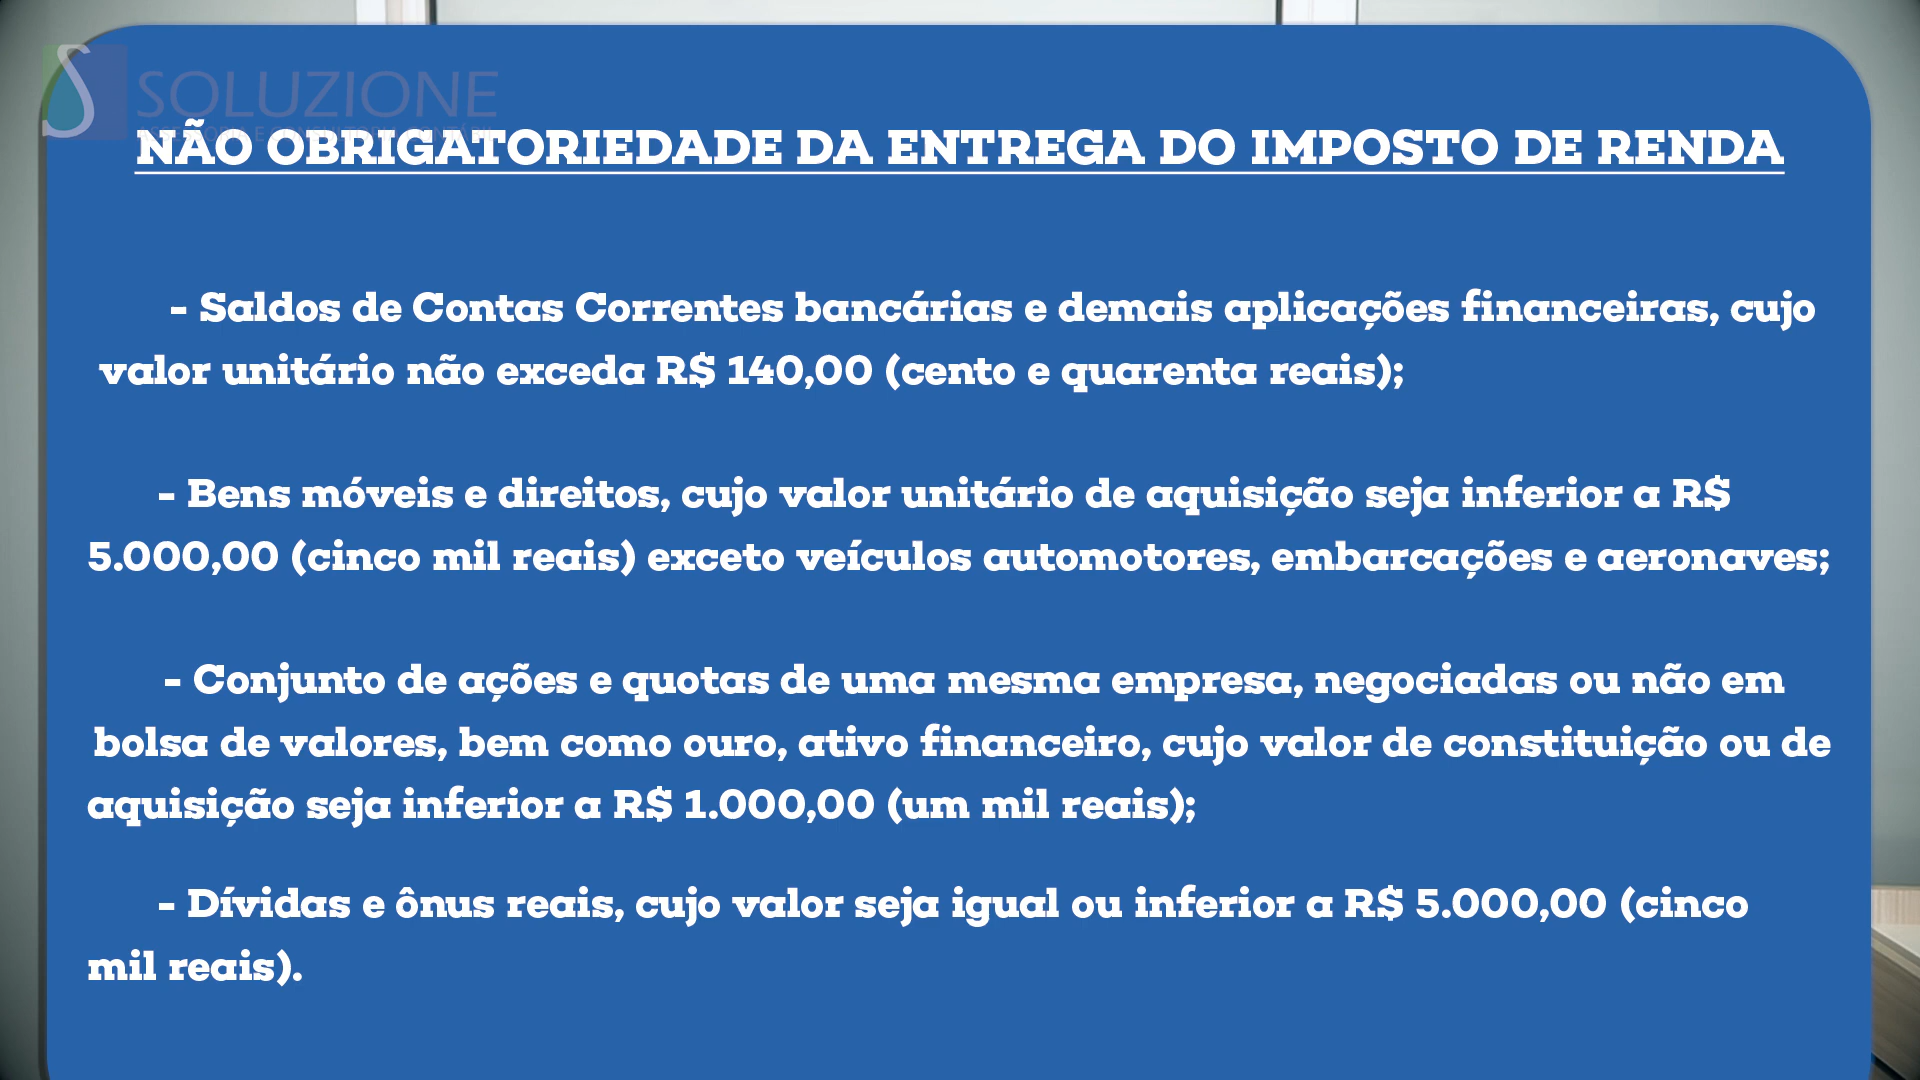 SOLUZIONE
NÃO OBRIGATORIEDADE DA ENTREGA DO IMPOSTO DE RENDA
- Saldos de Contas Correntes bancárias e demais aplicações financeiras, cujo
valor unitário não exceda R$ 140,00 (cento e quarenta reais);
- Bens móveis e direitos, cujo valor unitário de aquisição seja inferior a R$
5.000,00 (cinco mil reais) exceto veículos automotores, embarcações e aeronaves;
- Conjunto de ações e quotas de uma mesma empresa, negociadas ou não em
bolsa de valores, bem como ouro, ativo financeiro, cujo valor de constituição ou de
aquisição seja inferior a R$ 1.000,00 (um mil reais);
- Dívidas e ônus reais, cujo valor seja igual ou inferior a R$ 5.000,00 (cinco
mil reais).